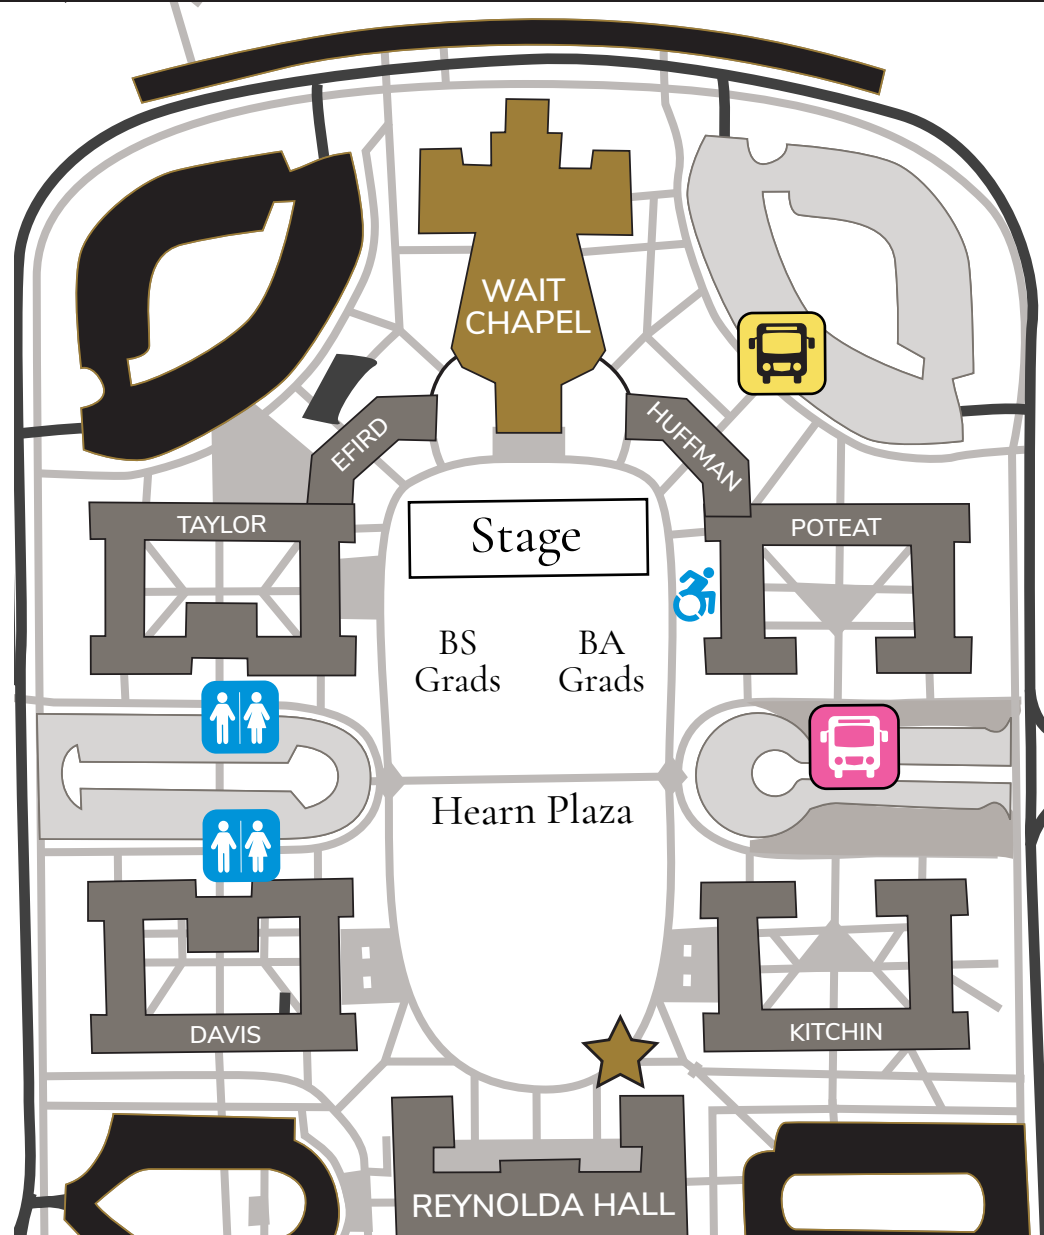 WAIT
CHAPEL
EFIRD
HUFFMAN
TAYLOR
Stage
POTEAT
BS
Grads
BA
Grads
Hearn Plaza
DAVIS
KITCHIN
REYNOLDA HALL